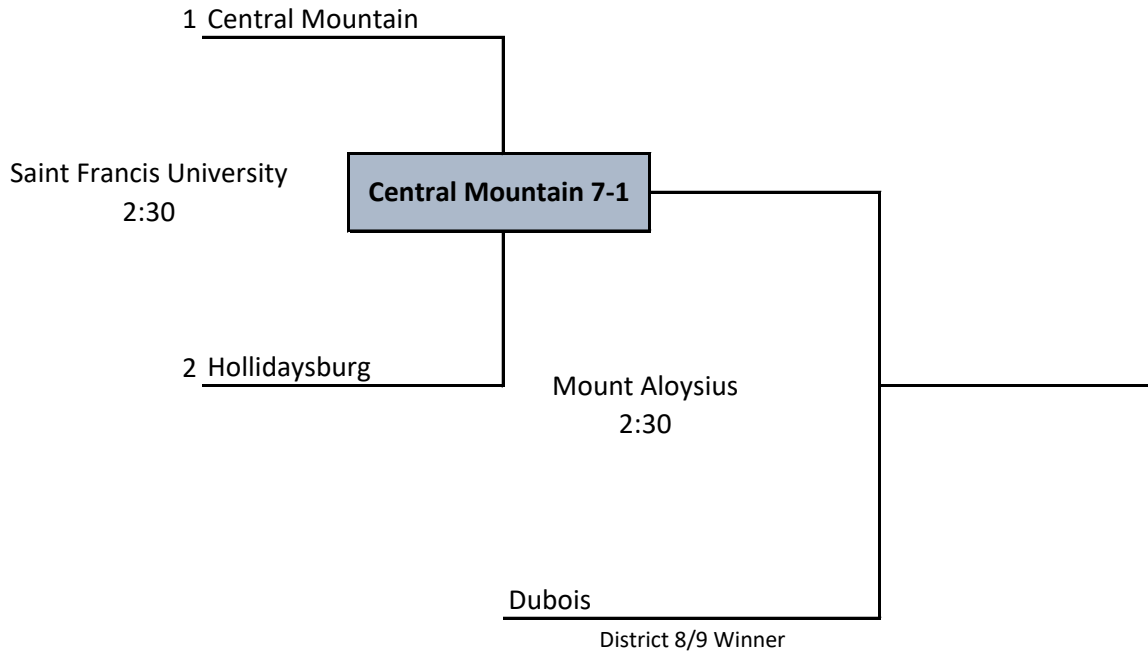 1 Central Mountain
Saint Francis University
2:30
Central Mountain 7-1
2 Hollidaysburg
Mount Aloysius
2:30
Dubois
District 8/9 Winner